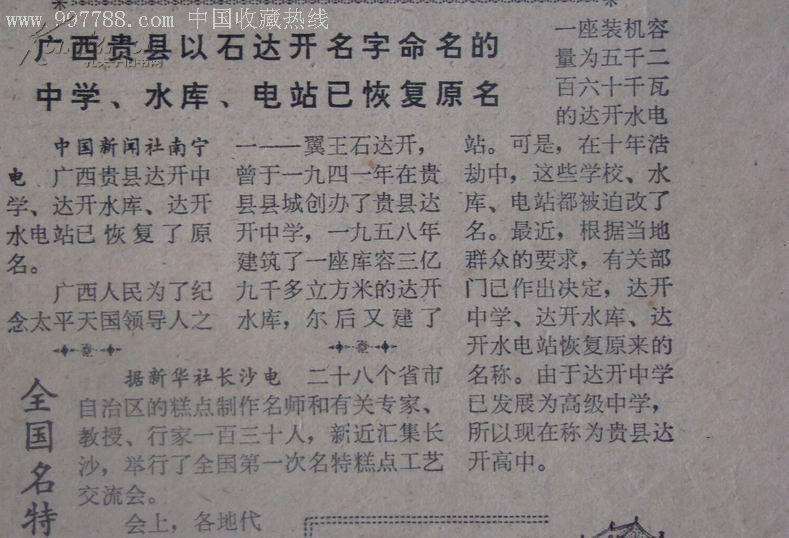 www.997788.com 中国收藏热线
广西贵县以石达开名字命名的
中学、水库、电站已恢复原名
中国新闻社南宁
电 广西贵县达开中
学、达开水库、达开
水电站已恢复了原
名。
广西人民为了纪
念太平天国领导人之
一——翼王石达开，
曾于一九四一年在贵
县县城创办了贵县达
开中学，一九五八年
建筑了一座库容三亿
九千多立方米的达开
水库，尔后又建了
一座装机容
量为五千二
百六十千瓦
的达开水电
站。可是，在十年浩
劫中，这些学校、水
库、电站都被迫改了
名。最近，根据当地
群众的要求，有关部
门已作出决定，达开
中学、达开水库、达
开水电站恢复原来的
名称。由于达开中学
已发展为高级中学，
所以现在称为贵县达
开高中。
全国名特
据新华社长沙电 二十八个省市
自治区的糕点制作名师和有关专家、
教授、行家一百三十人，新近汇集长
沙，举行了全国第一次名特糕点工艺
交流会。
会上，各地代